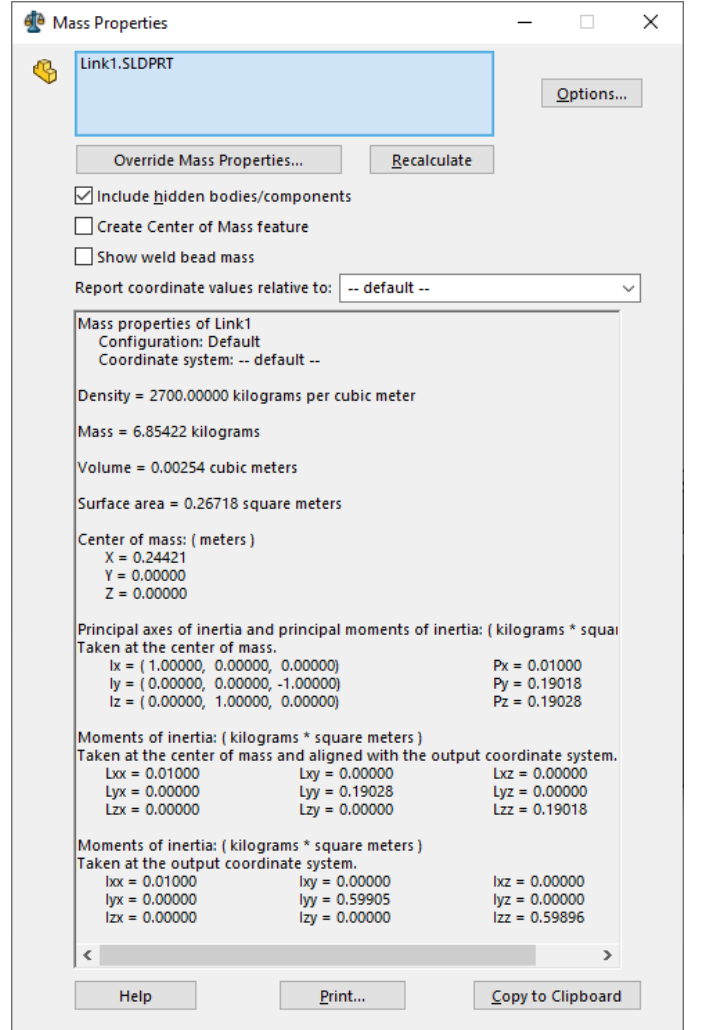 Mass Properties
Link1.SLDPRT
Options...
Override Mass Properties...
Recalculate
Include hidden bodies/components
Create Center of Mass feature
Show weld bead mass
Report coordinate values relative to: -- default --
Mass properties of Link1
Configuration: Default
Coordinate system: -- default --
Density = 2700.00000 kilograms per cubic meter
Mass = 6.85422 kilograms
Volume = 0.00254 cubic meters
Surface area = 0.26718 square meters
Center of mass: ( meters )
X = 0.24421
Y = 0.00000
Z = 0.00000
Principal axes of inertia and principal moments of inertia: ( kilograms * squar
Taken at the center of mass.
Ix = ( 1.00000, 0.00000, 0.00000) Px = 0.01000
Iy = ( 0.00000, 0.00000, -1.00000) Py = 0.19018
Iz = ( 0.00000, 1.00000, 0.00000) Pz = 0.19028
Moments of inertia: ( kilograms * square meters )
Taken at the center of mass and aligned with the output coordinate system.
Lxx = 0.01000 Lxy = 0.00000 Lxz = 0.00000
Lyx = 0.00000 Lyy = 0.19028 Lyz = 0.00000
Lzx = 0.00000 Lzy = 0.00000 Lzz = 0.19018
Moments of inertia: ( kilograms * square meters )
Taken at the output coordinate system.
Ixx = 0.01000 Ixy = 0.00000 Ixz = 0.00000
Iyx = 0.00000 Iyy = 0.59905 Iyz = 0.00000
Izx = 0.00000 Izy = 0.00000 Izz = 0.59896
Help
Print...
Copy to Clipboard